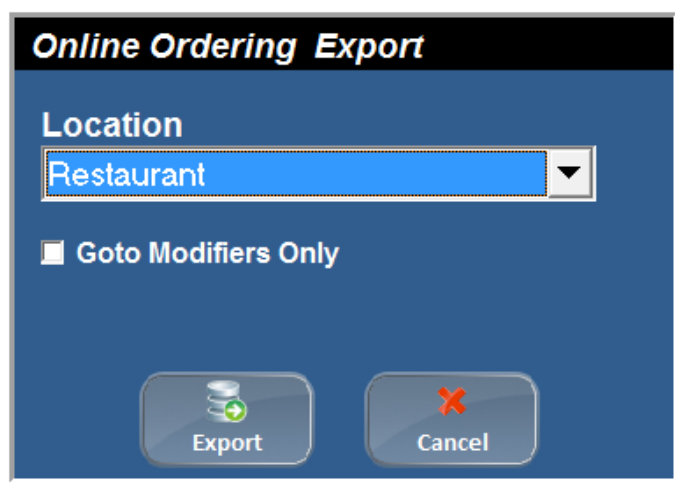 Online Ordering Export
Location
Restaurant
Goto Modifiers Only
Export
Cancel